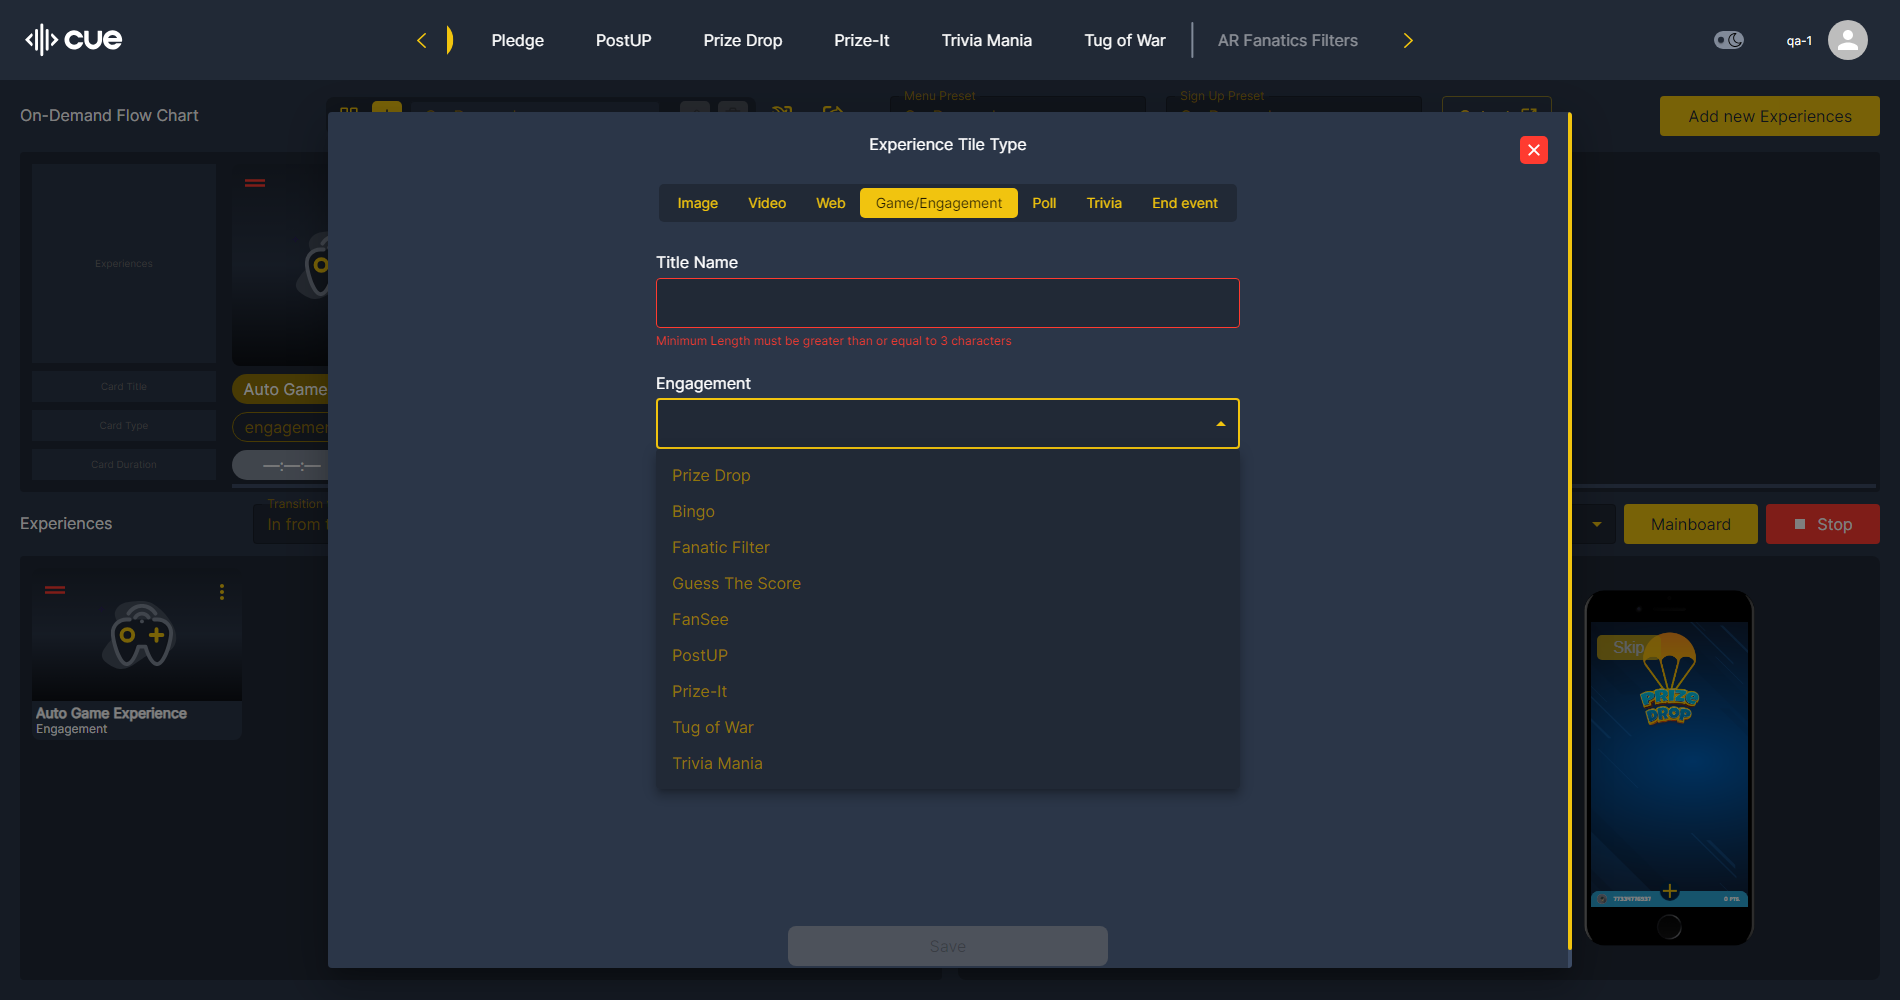 cue
Pledge
PostUP
Prize Drop
Prize-It
Trivia Mania
Tug of War
AR Fanatics Filters
qa-1
On-Demand Flow Chart
Menu Preset
Sign Up Preset
Add new Experiences
Experience Tile Type
Image
Video
Web
Game/Engagement
Poll
Trivia
End event
Experiences
Title Name
Minimum Length must be greater than or equal to 3 characters
Card Title
Auto Game
Engagement
Card Type
engagemen
Card Duration
—:—:—
Prize Drop
Bingo
Fanatic Filter
Guess The Score
FanSee
PostUP
Prize-It
Tug of War
Trivia Mania
Experiences
Transition
In from
Mainboard
Stop
Auto Game Experience
Engagement
Skip
PRIZE
DROP
0 PTS.
Save